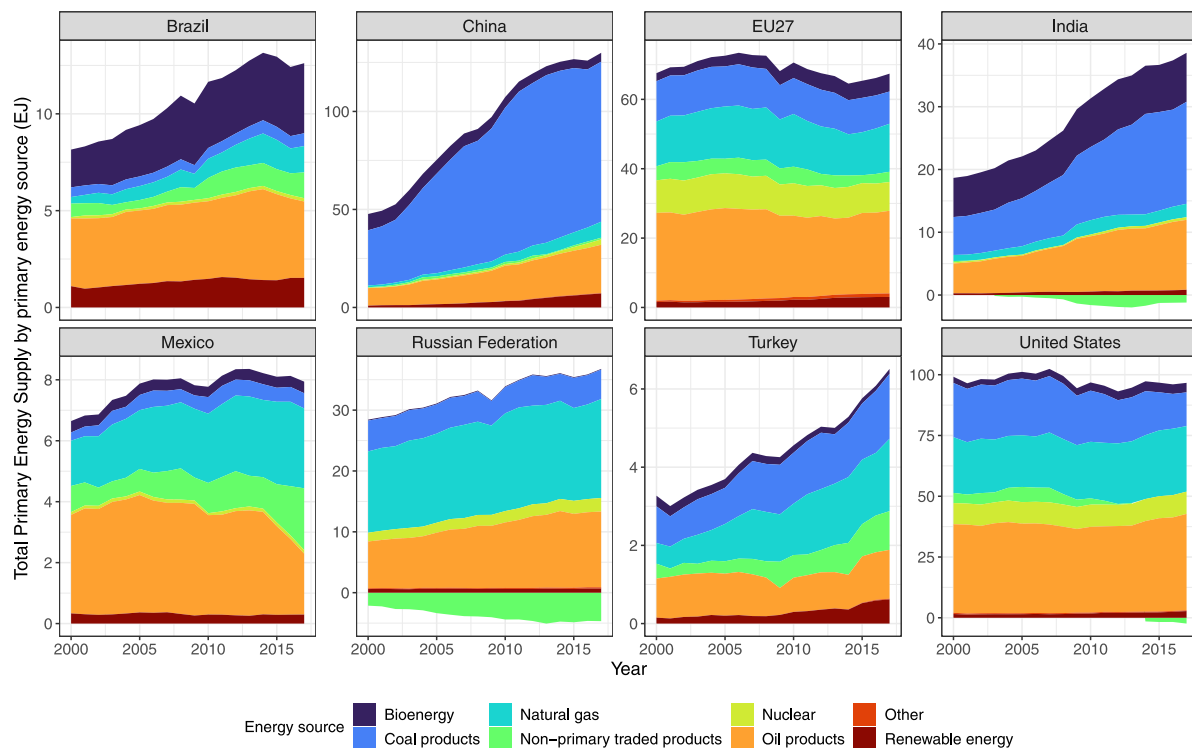 Brazil
China
EU27
India
Total Primary Energy Supply by primary energy source (EJ)
0
5
10
0
50
100
0
20
40
60
0
10
20
30
40
Mexico
Russian Federation
Turkey
United States
0
2
4
6
8
0
10
20
30
0
2
4
6
0
25
50
75
100
2000 2005 2010 2015
2000 2005 2010 2015
2000 2005 2010 2015
2000 2005 2010 2015
Year
Energy source
Bioenergy Natural gas Nuclear Other
Coal products Non-primary traded products Oil products Renewable energy